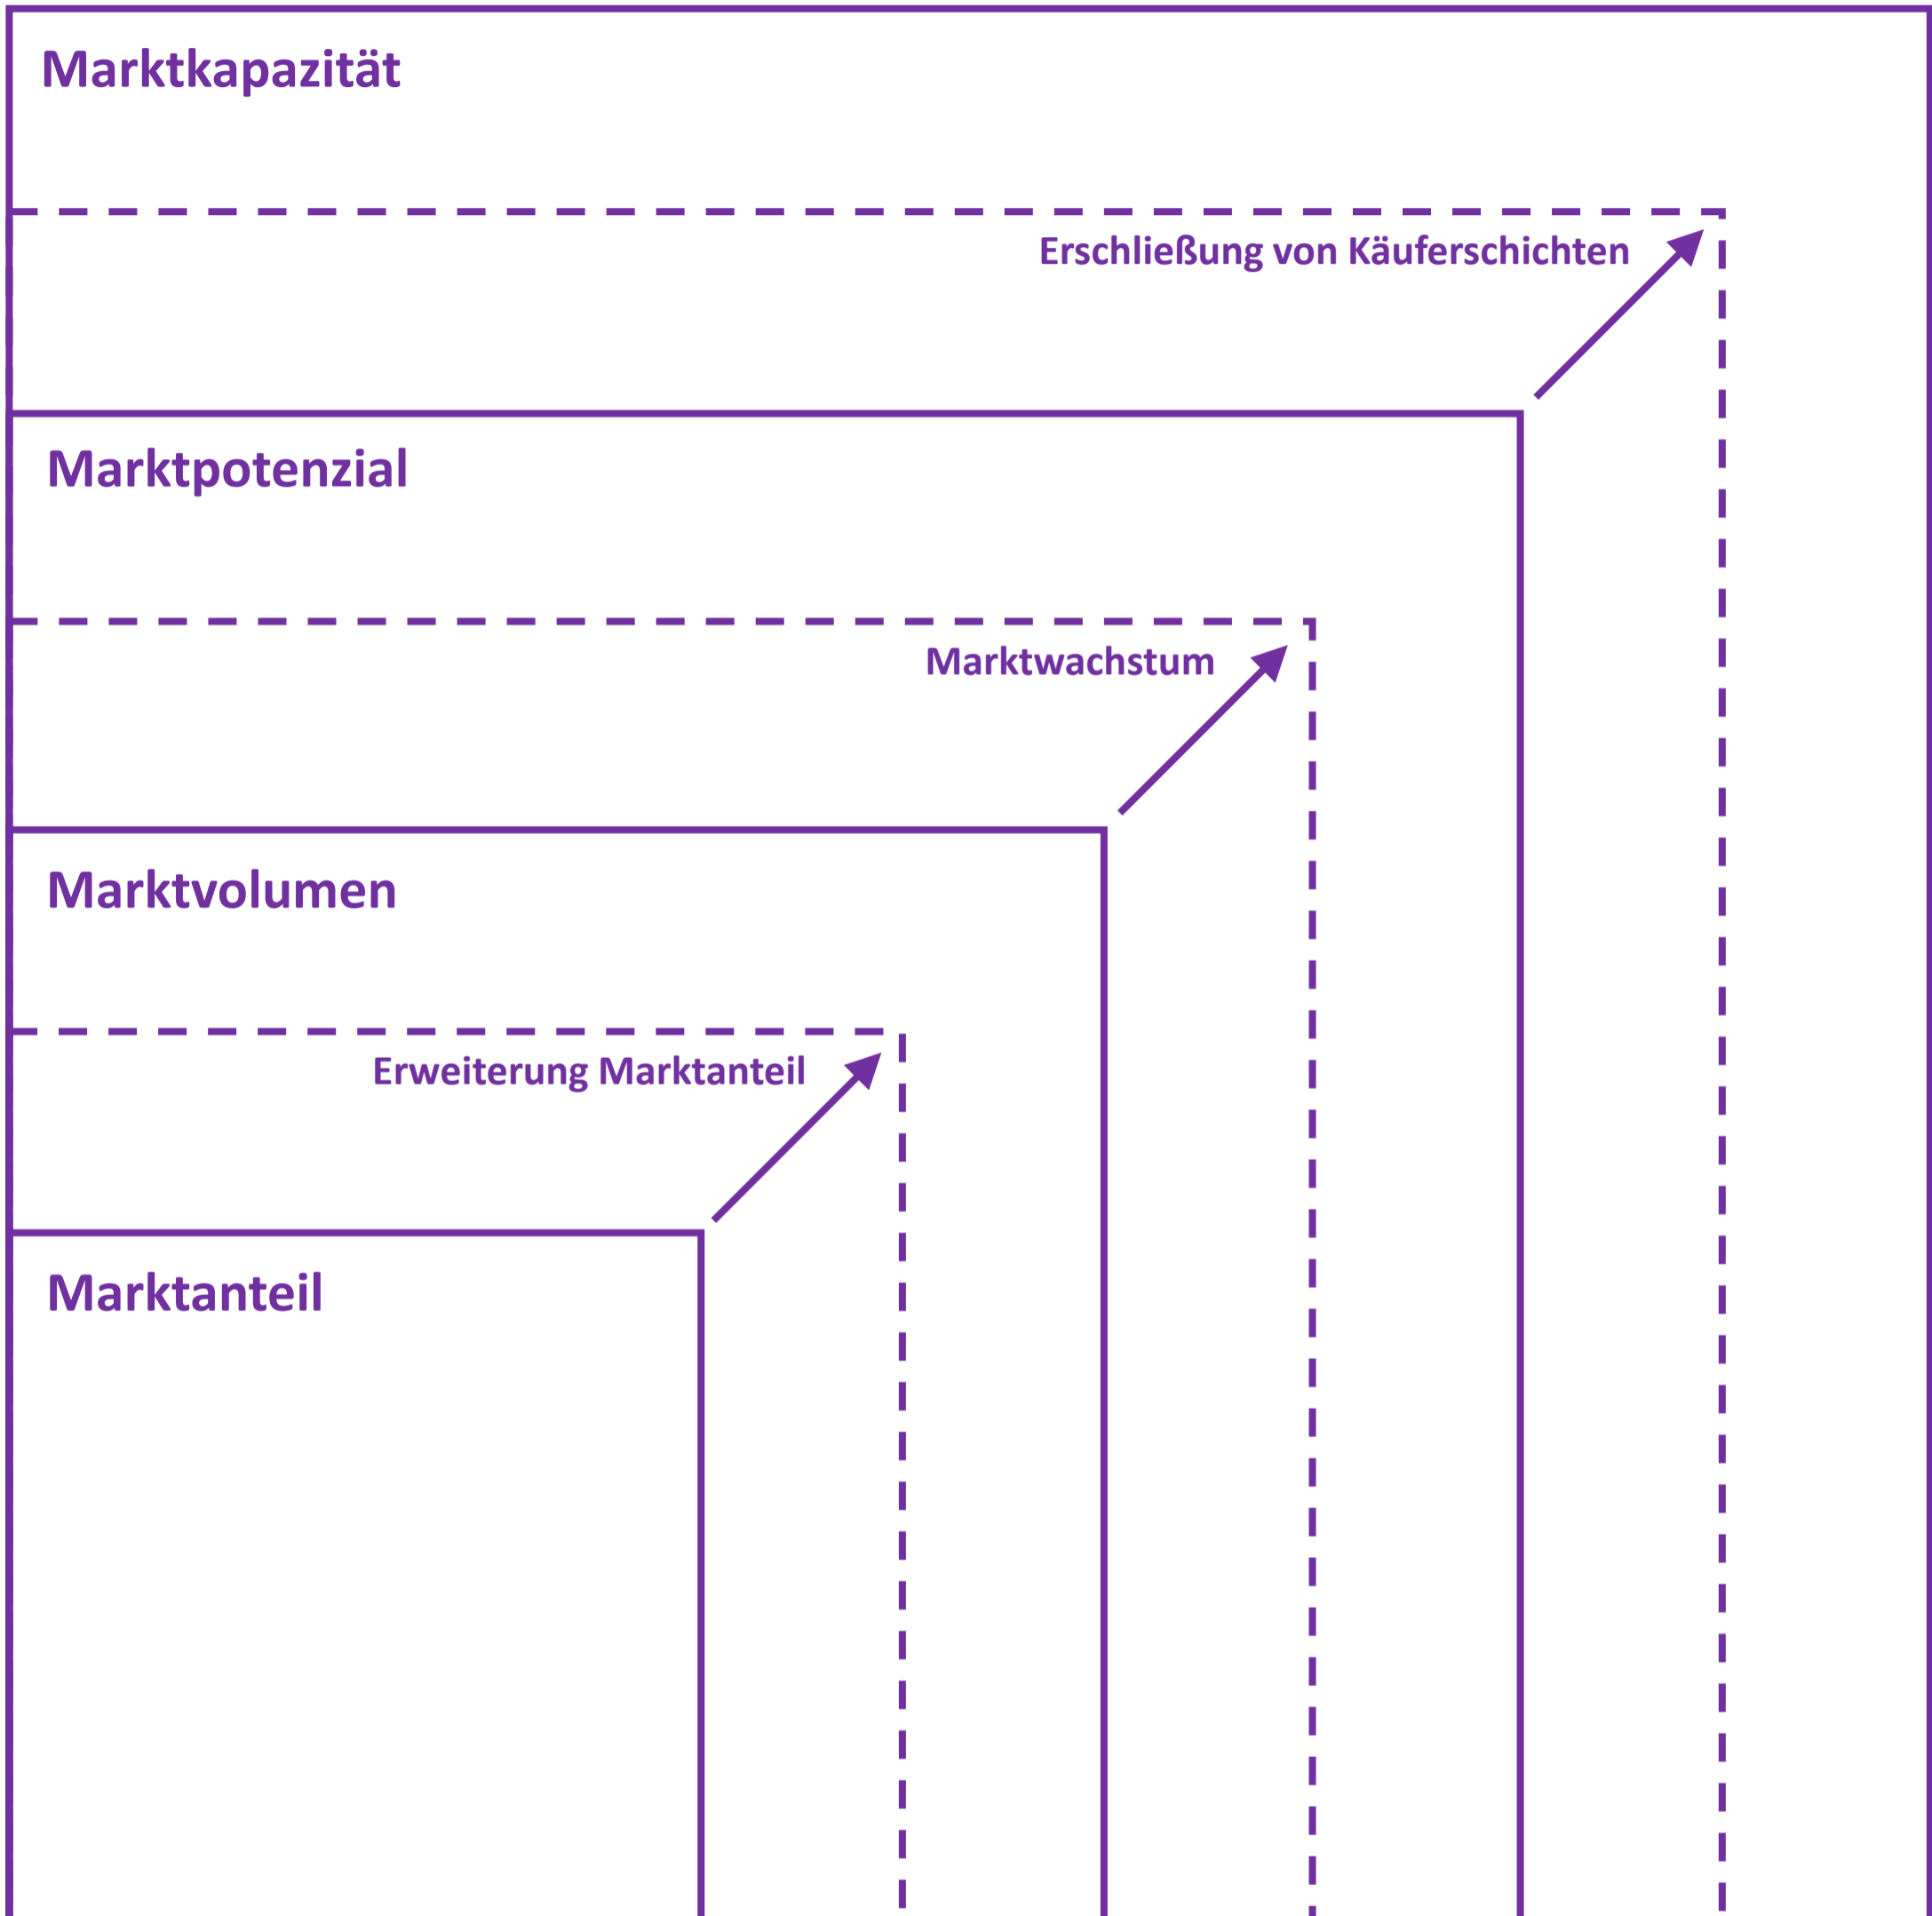 Marktkapazität
Erschließung von Käuferschichten
Marktpotenzial
Marktwachstum
Marktvolumen
Erweiterung Marktanteil
Marktanteil